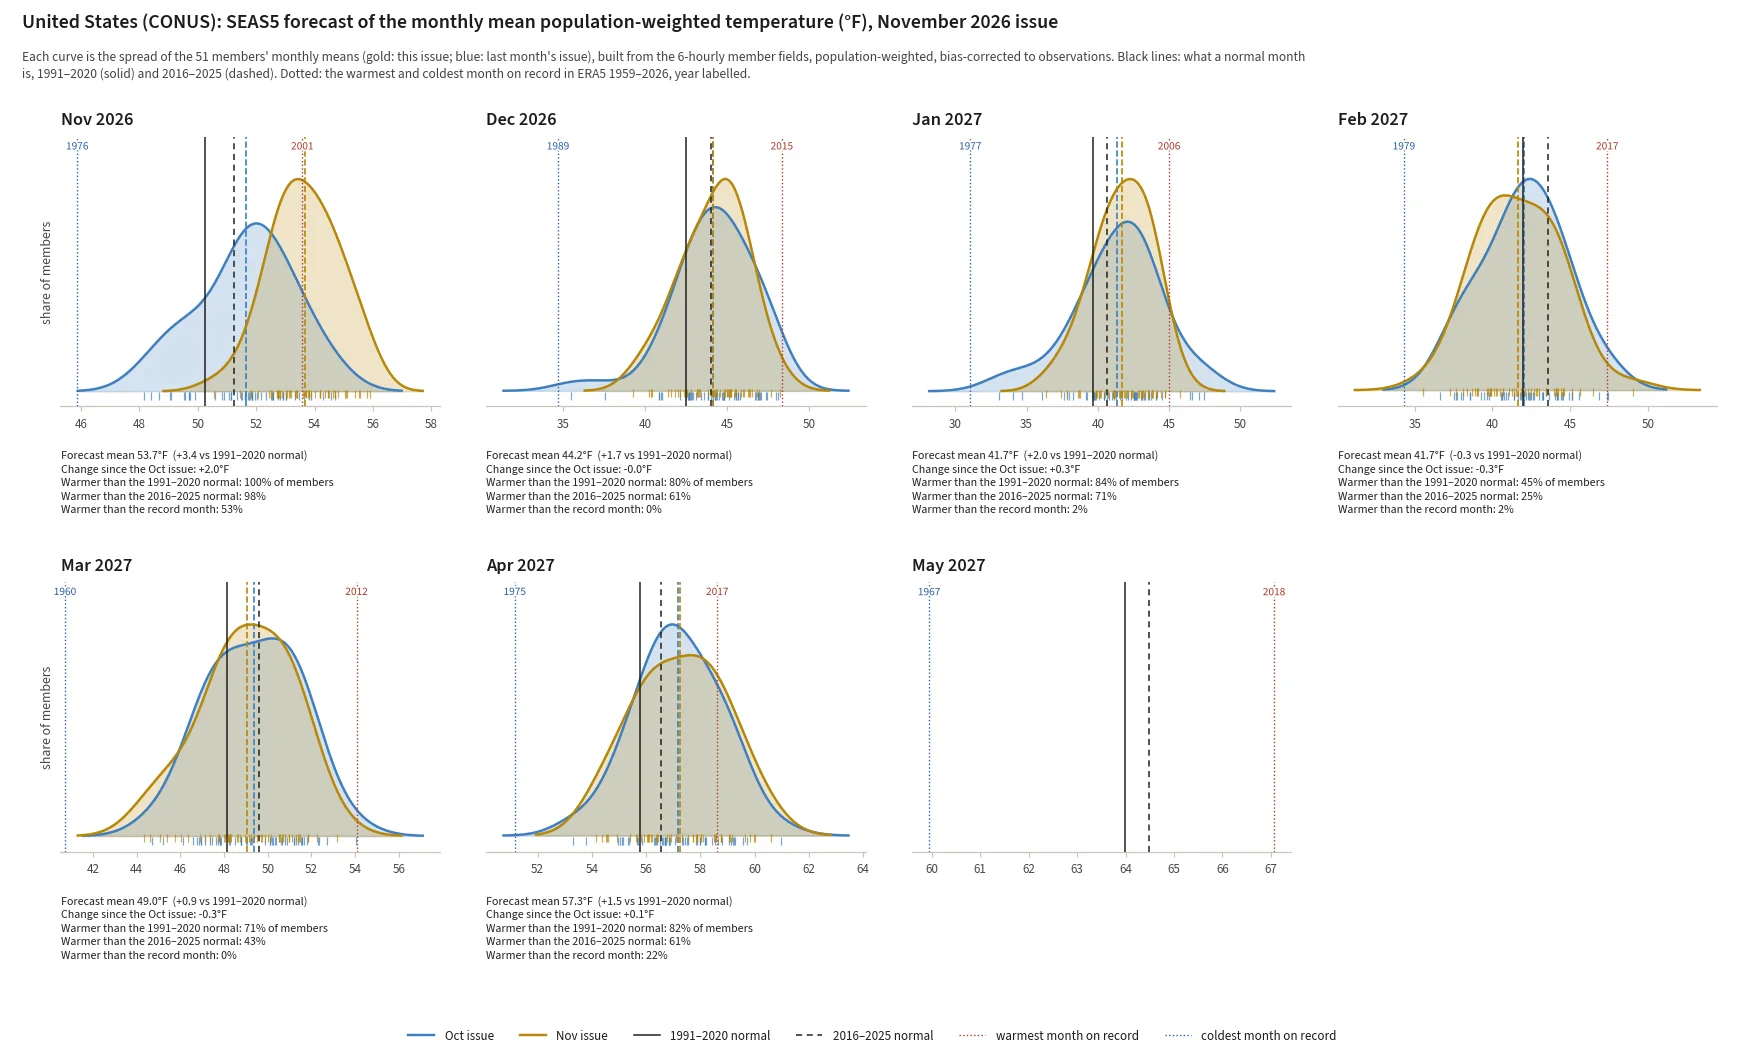 United States (CONUS): SEAS5 forecast of the monthly mean population-weighted temperature (°F), November 2026 issue
Each curve is the spread of the 51 members' monthly means (gold: this issue; blue: last month's issue), built from the 6-hourly member fields, population-weighted, bias-corrected to observations. Black lines: what a normal month
is, 1991–2020 (solid) and 2016–2025 (dashed). Dotted: the warmest and coldest month on record in ERA5 1959–2026, year labelled.
Nov 2026
1976
2001
share of members
46 48 50 52 54 56 58
Forecast mean 53.7°F (+3.4 vs 1991–2020 normal)
Change since the Oct issue: +2.0°F
Warmer than the 1991–2020 normal: 100% of members
Warmer than the 2016–2025 normal: 98%
Warmer than the record month: 53%
Dec 2026
1989
2015
35 40 45 50
Forecast mean 44.2°F (+1.7 vs 1991–2020 normal)
Change since the Oct issue: -0.0°F
Warmer than the 1991–2020 normal: 80% of members
Warmer than the 2016–2025 normal: 61%
Warmer than the record month: 0%
Jan 2027
1977
2006
30 35 40 45 50
Forecast mean 41.7°F (+2.0 vs 1991–2020 normal)
Change since the Oct issue: +0.3°F
Warmer than the 1991–2020 normal: 84% of members
Warmer than the 2016–2025 normal: 71%
Warmer than the record month: 2%
Feb 2027
1979
2017
35 40 45 50
Forecast mean 41.7°F (-0.3 vs 1991–2020 normal)
Change since the Oct issue: -0.3°F
Warmer than the 1991–2020 normal: 45% of members
Warmer than the 2016–2025 normal: 25%
Warmer than the record month: 2%
Mar 2027
1960
2012
share of members
42 44 46 48 50 52 54 56
Forecast mean 49.0°F (+0.9 vs 1991–2020 normal)
Change since the Oct issue: -0.3°F
Warmer than the 1991–2020 normal: 71% of members
Warmer than the 2016–2025 normal: 43%
Warmer than the record month: 0%
Apr 2027
1975
2017
52 54 56 58 60 62 64
Forecast mean 57.3°F (+1.5 vs 1991–2020 normal)
Change since the Oct issue: +0.1°F
Warmer than the 1991–2020 normal: 82% of members
Warmer than the 2016–2025 normal: 61%
Warmer than the record month: 22%
May 2027
1967
2018
60 61 62 63 64 65 66 67
Oct issue
Nov issue
1991–2020 normal
2016–2025 normal
warmest month on record
coldest month on record